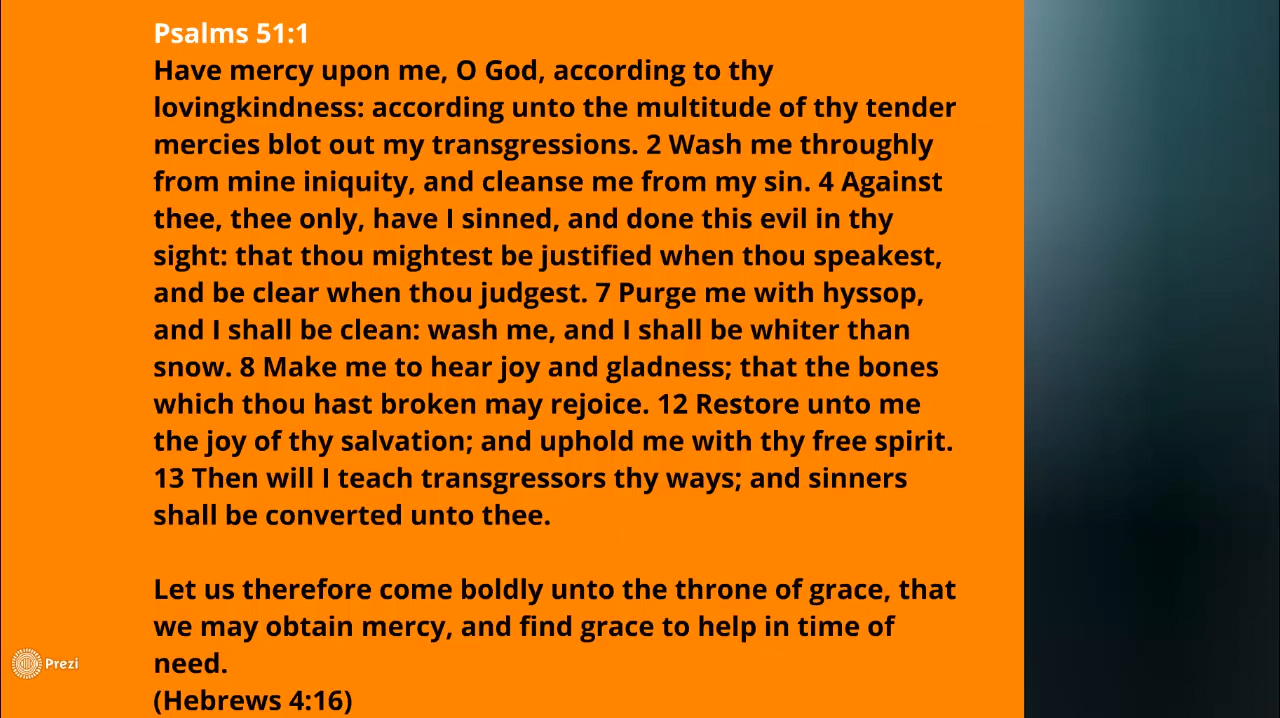 Psalms 51:1
Have mercy upon me, O God, according to thy
lovingkindness: according unto the multitude of thy tender
mercies blot out my transgressions. 2 Wash me throughly
from mine iniquity, and cleanse me from my sin. 4 Against
thee, thee only, have I sinned, and done this evil in thy
sight: that thou mightest be justified when thou speakest,
and be clear when thou judgest. 7 Purge me with hyssop,
and I shall be clean: wash me, and I shall be whiter than
snow. 8 Make me to hear joy and gladness; that the bones
which thou hast broken may rejoice. 12 Restore unto me
the joy of thy salvation; and uphold me with thy free spirit.
13 Then will I teach transgressors thy ways; and sinners
shall be converted unto thee.
Let us therefore come boldly unto the throne of grace, that
we may obtain mercy, and find grace to help in time of
need.
(Hebrews 4:16)
Prezi